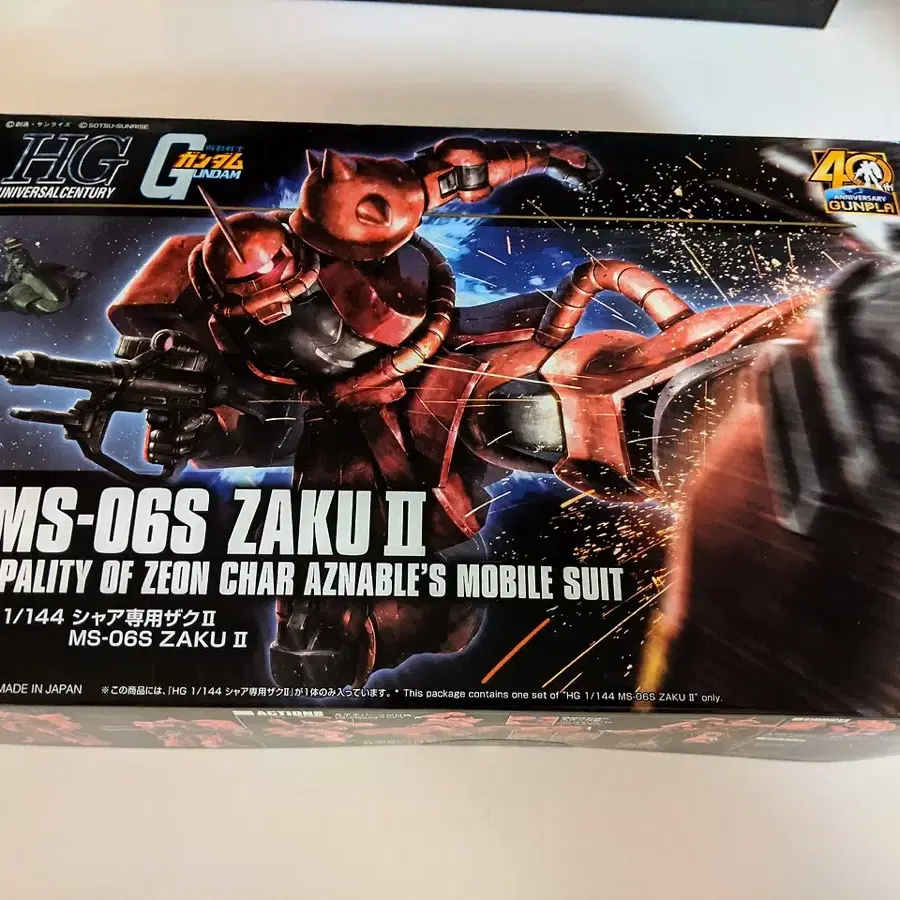 ©創通・サンライズ ©SOTSU・SUNRISE
HG
UNIVERSAL CENTURY
機動戦士
ガンダム
GUNDAM
40th
ANNIVERSARY
GUNPLA
MS-06S ZAKU II
PALITY OF ZEON CHAR AZNABLE'S MOBILE SUIT
1/144 シャア専用ザクII
MS-06S ZAKU II
MADE IN JAPAN ※この商品には、「HG 1/144 シャア専用ザクII」が1体のみ入っています。 * This package contains one set of "HG 1/144 MS-06S ZAKU II" only.
ACTIONS